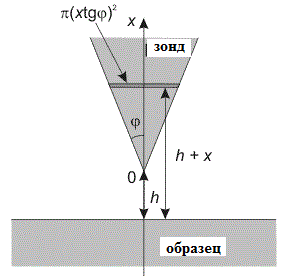 π(xtgφ)²
x
зонд
φ
h + x
0
h
образец